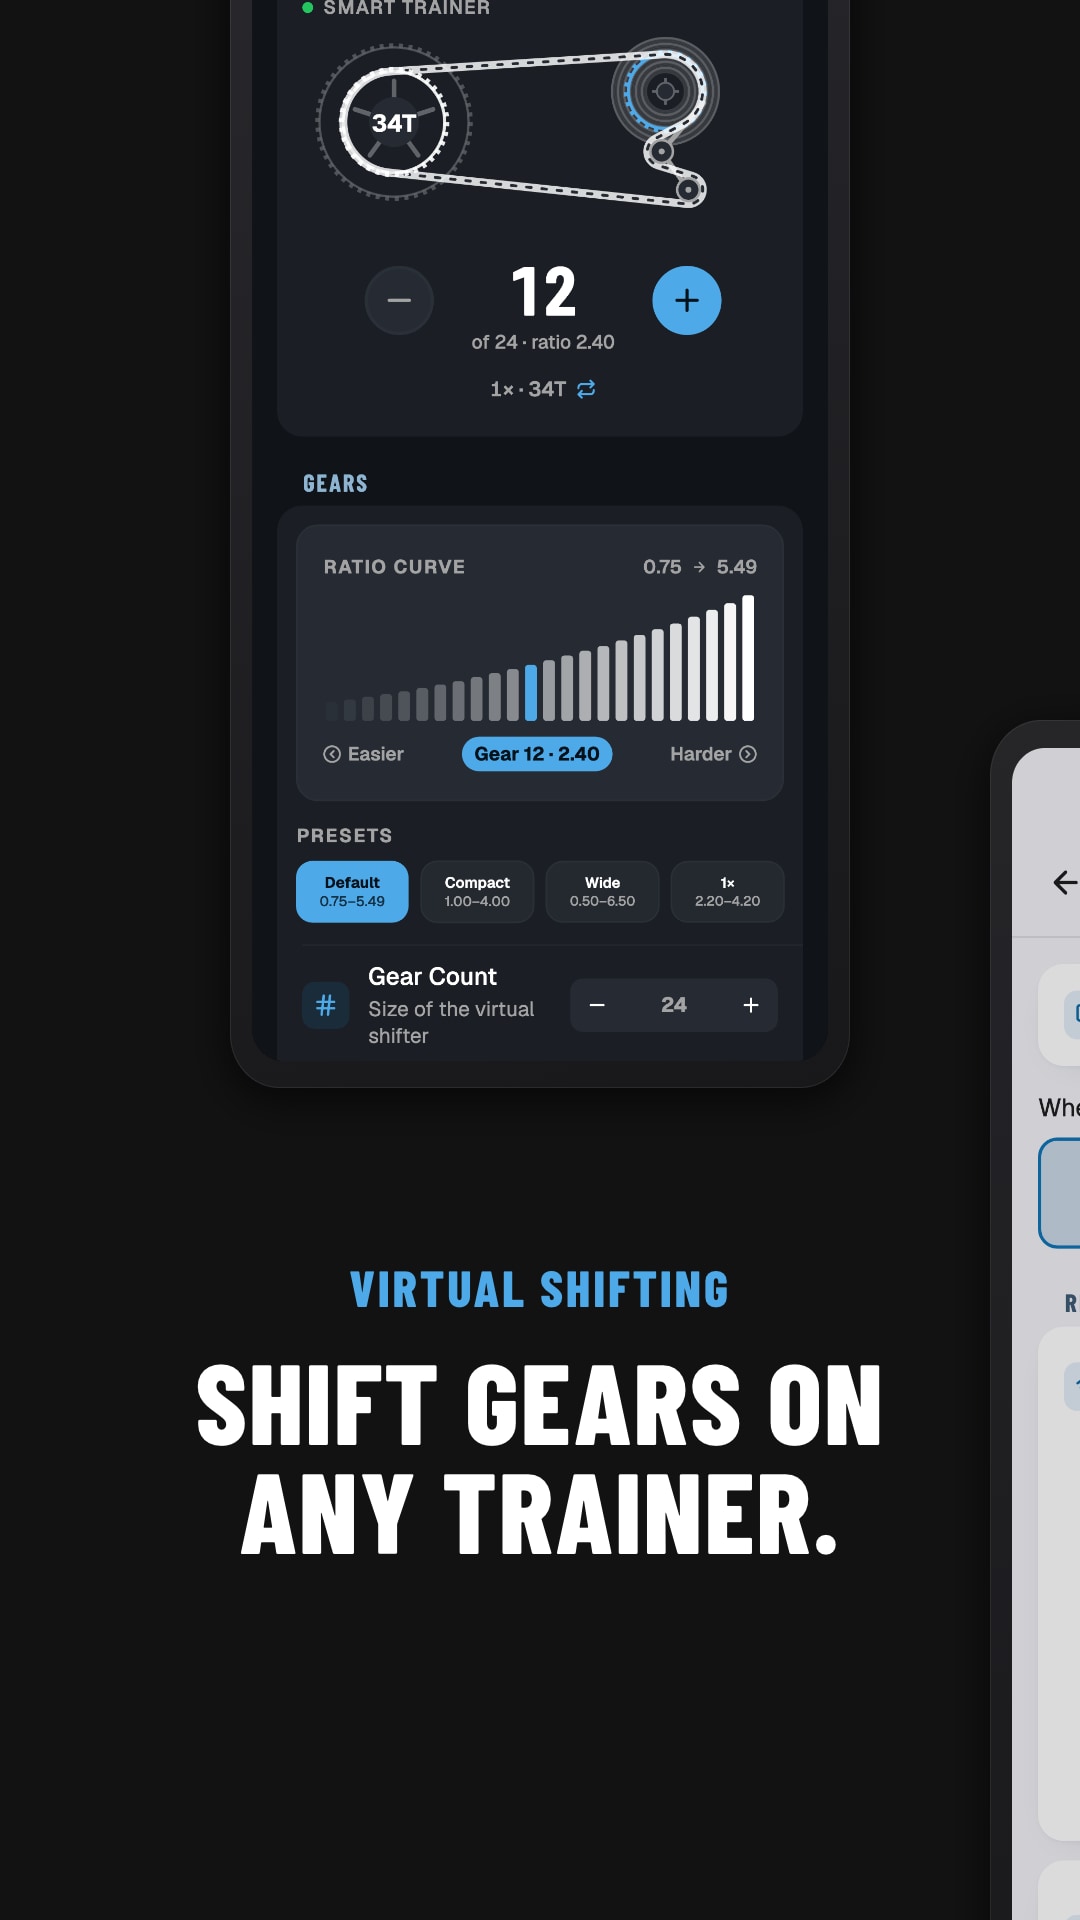 SMART TRAINER
34T
12
of 24 · ratio 2.40
1× · 34T
GEARS
RATIO CURVE
0.75 → 5.49
Easier
Gear 12 · 2.40
Harder
PRESETS
Default
0.75–5.49
Compact
1.00–4.00
Wide
0.50–6.50
1×
2.20–4.20
Gear Count
Size of the virtual
shifter
24
VIRTUAL SHIFTING
SHIFT GEARS ON
ANY TRAINER.